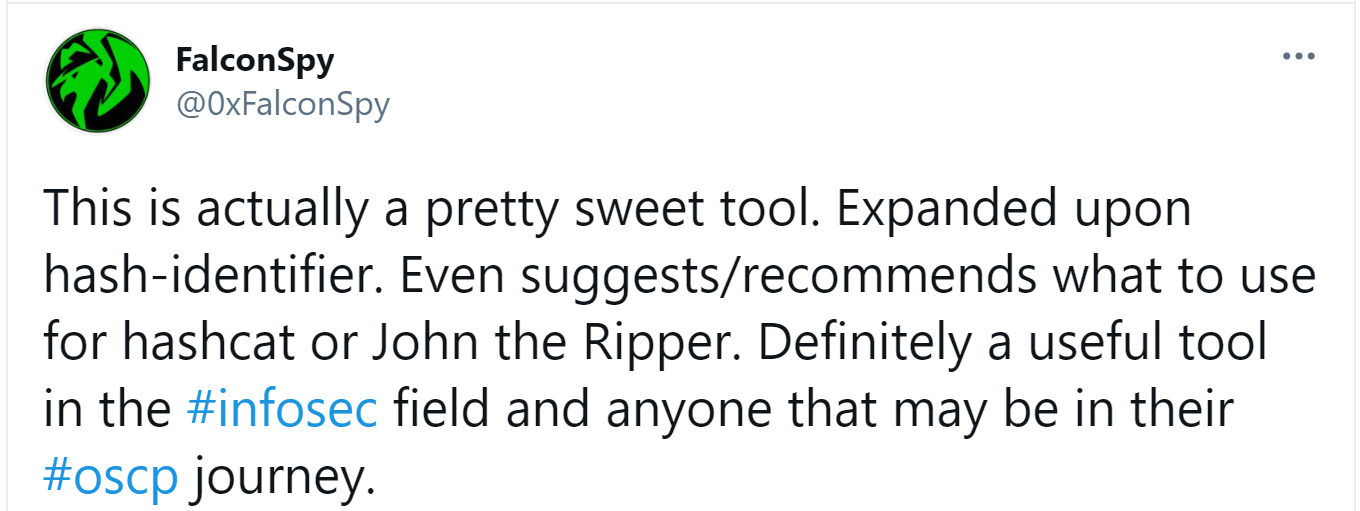 FalconSpy
@0xFalconSpy
This is actually a pretty sweet tool. Expanded upon
hash-identifier. Even suggests/recommends what to use
for hashcat or John the Ripper. Definitely a useful tool
in the #infosec field and anyone that may be in their
#oscp journey.